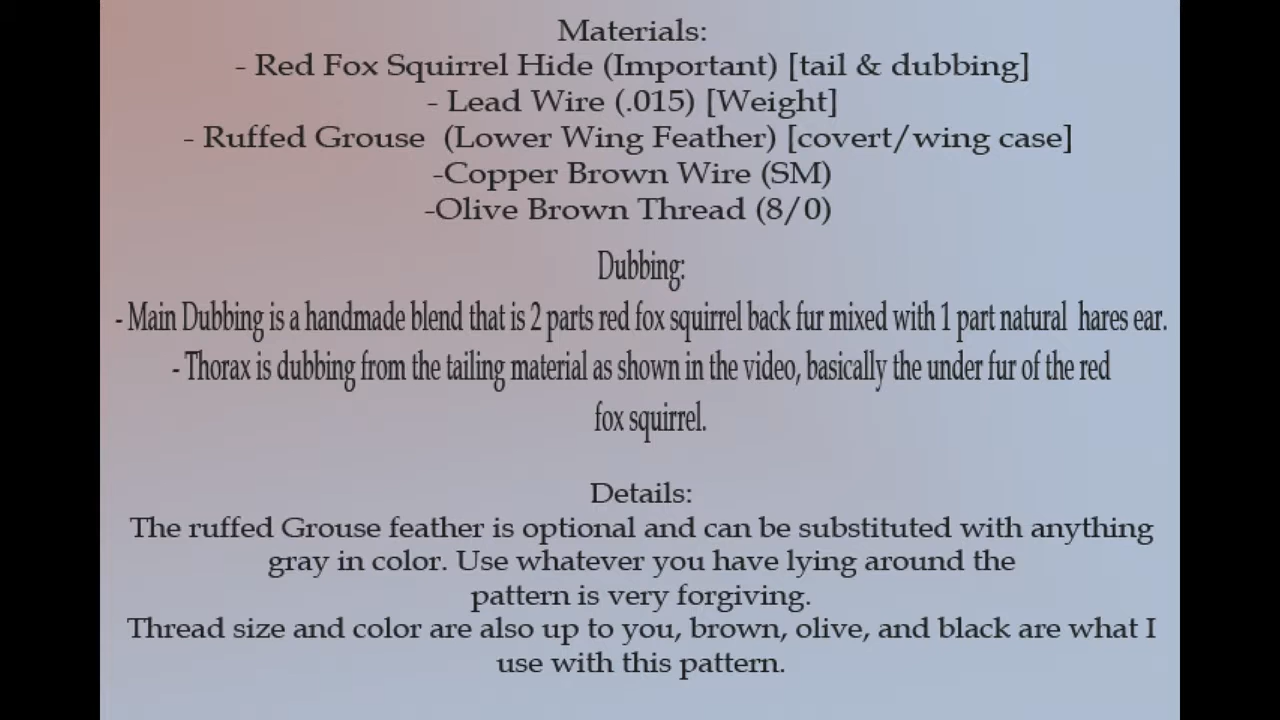 Materials:
- Red Fox Squirrel Hide (Important) [tail & dubbing]
- Lead Wire (.015) [Weight]
- Ruffed Grouse  (Lower Wing Feather) [covert/wing case]
-Copper Brown Wire (SM)
-Olive Brown Thread (8/0)
Dubbing:
- Main Dubbing is a handmade blend that is 2 parts red fox squirrel back fur mixed with 1 part natural  hares ear.
- Thorax is dubbing from the tailing material as shown in the video, basically the under fur of the red
fox squirrel.
Details:
The ruffed Grouse feather is optional and can be substituted with anything
gray in color. Use whatever you have lying around the
pattern is very forgiving.
Thread size and color are also up to you, brown, olive, and black are what I
use with this pattern.